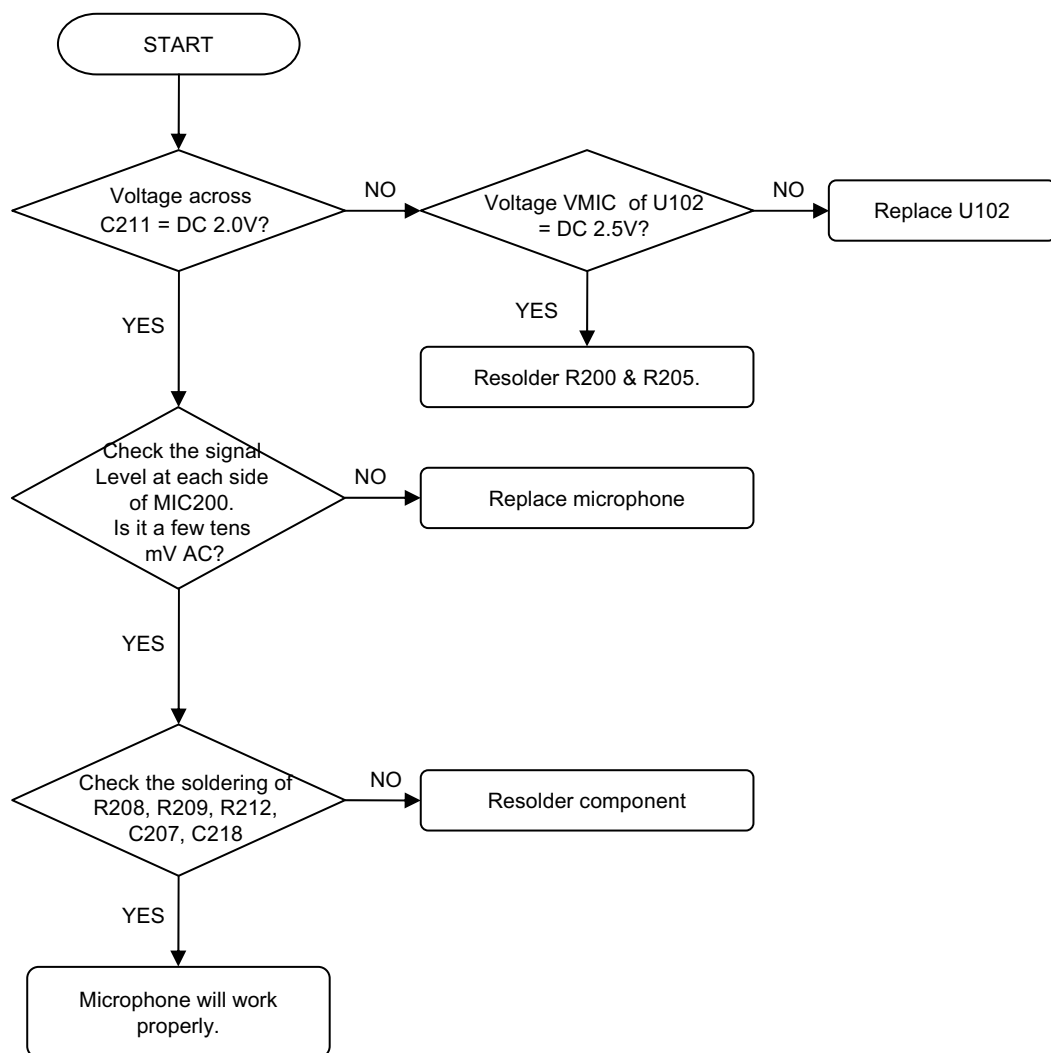 START
Voltage across
C211 = DC 2.0V?
NO
Voltage VMIC of U102
= DC 2.5V?
NO
Replace U102
YES
YES
Resolder R200 & R205.
Check the signal
Level at each side
of MIC200.
Is it a few tens
mV AC?
NO
Replace microphone
YES
Check the soldering of
R208, R209, R212,
C207, C218
NO
Resolder component
YES
Microphone will work
properly.